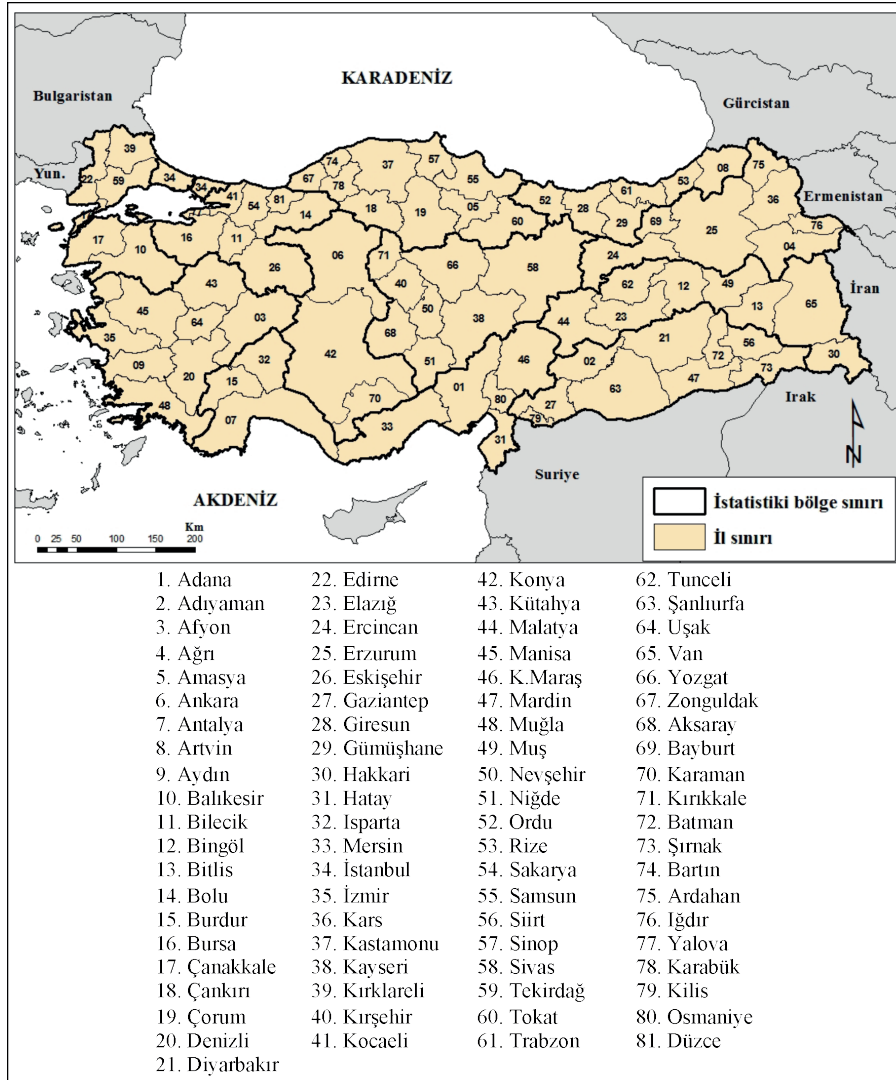 KARADENİZ
Bulgaristan
Gürcistan
Yun.
Ermenistan
İran
Irak
Suriye
AKDENİZ
N
Km
0 25 50 100 150 200
İstatistiki bölge sınırı
İl sınırı
39
22
59
34
34
41
77
54
81
67
74
78
37
57
55
14
18
19
05
60
52
28
61
29
53
08
75
36
76
69
25
04
17
10
16
11
26
06
71
66
58
24
43
40
62
12
49
13
65
45
64
03
50
38
44
23
35
68
46
21
56
09
20
32
42
51
02
72
30
15
01
63
47
73
48
07
70
33
80
27
79
31
1. Adana
2. Adıyaman
3. Afyon
4. Ağrı
5. Amasya
6. Ankara
7. Antalya
8. Artvin
9. Aydın
10. Balıkesir
11. Bilecik
12. Bingöl
13. Bitlis
14. Bolu
15. Burdur
16. Bursa
17. Çanakkale
18. Çankırı
19. Çorum
20. Denizli
21. Diyarbakır
22. Edirne
23. Elazığ
24. Ercincan
25. Erzurum
26. Eskişehir
27. Gaziantep
28. Giresun
29. Gümüşhane
30. Hakkari
31. Hatay
32. Isparta
33. Mersin
34. İstanbul
35. İzmir
36. Kars
37. Kastamonu
38. Kayseri
39. Kırklareli
40. Kırşehir
41. Kocaeli
42. Konya
43. Kütahya
44. Malatya
45. Manisa
46. K.Maraş
47. Mardin
48. Muğla
49. Muş
50. Nevşehir
51. Niğde
52. Ordu
53. Rize
54. Sakarya
55. Samsun
56. Siirt
57. Sinop
58. Sivas
59. Tekirdağ
60. Tokat
61. Trabzon
62. Tunceli
63. Şanlıurfa
64. Uşak
65. Van
66. Yozgat
67. Zonguldak
68. Aksaray
69. Bayburt
70. Karaman
71. Kırıkkale
72. Batman
73. Şırnak
74. Bartın
75. Ardahan
76. Iğdır
77. Yalova
78. Karabük
79. Kilis
80. Osmaniye
81. Düzce